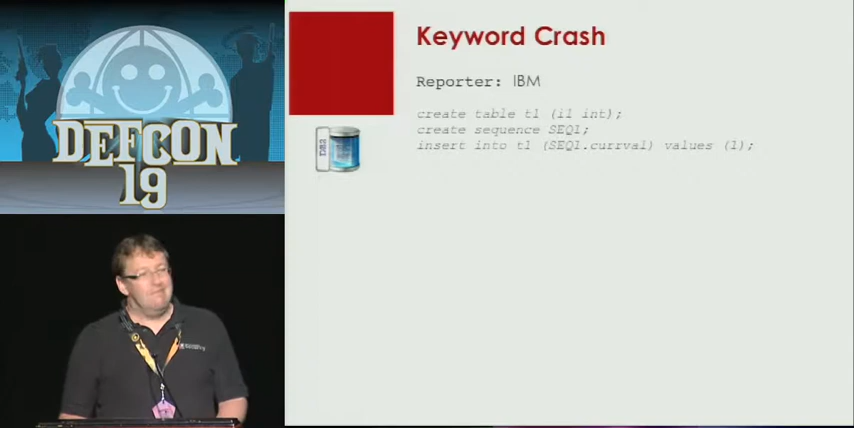 DEFCON
19
Keyword Crash
Reporter: IBM
create table t1 (i1 int);
create sequence SEQ1;
insert into t1 (SEQ1.currval) values (1);
DB2